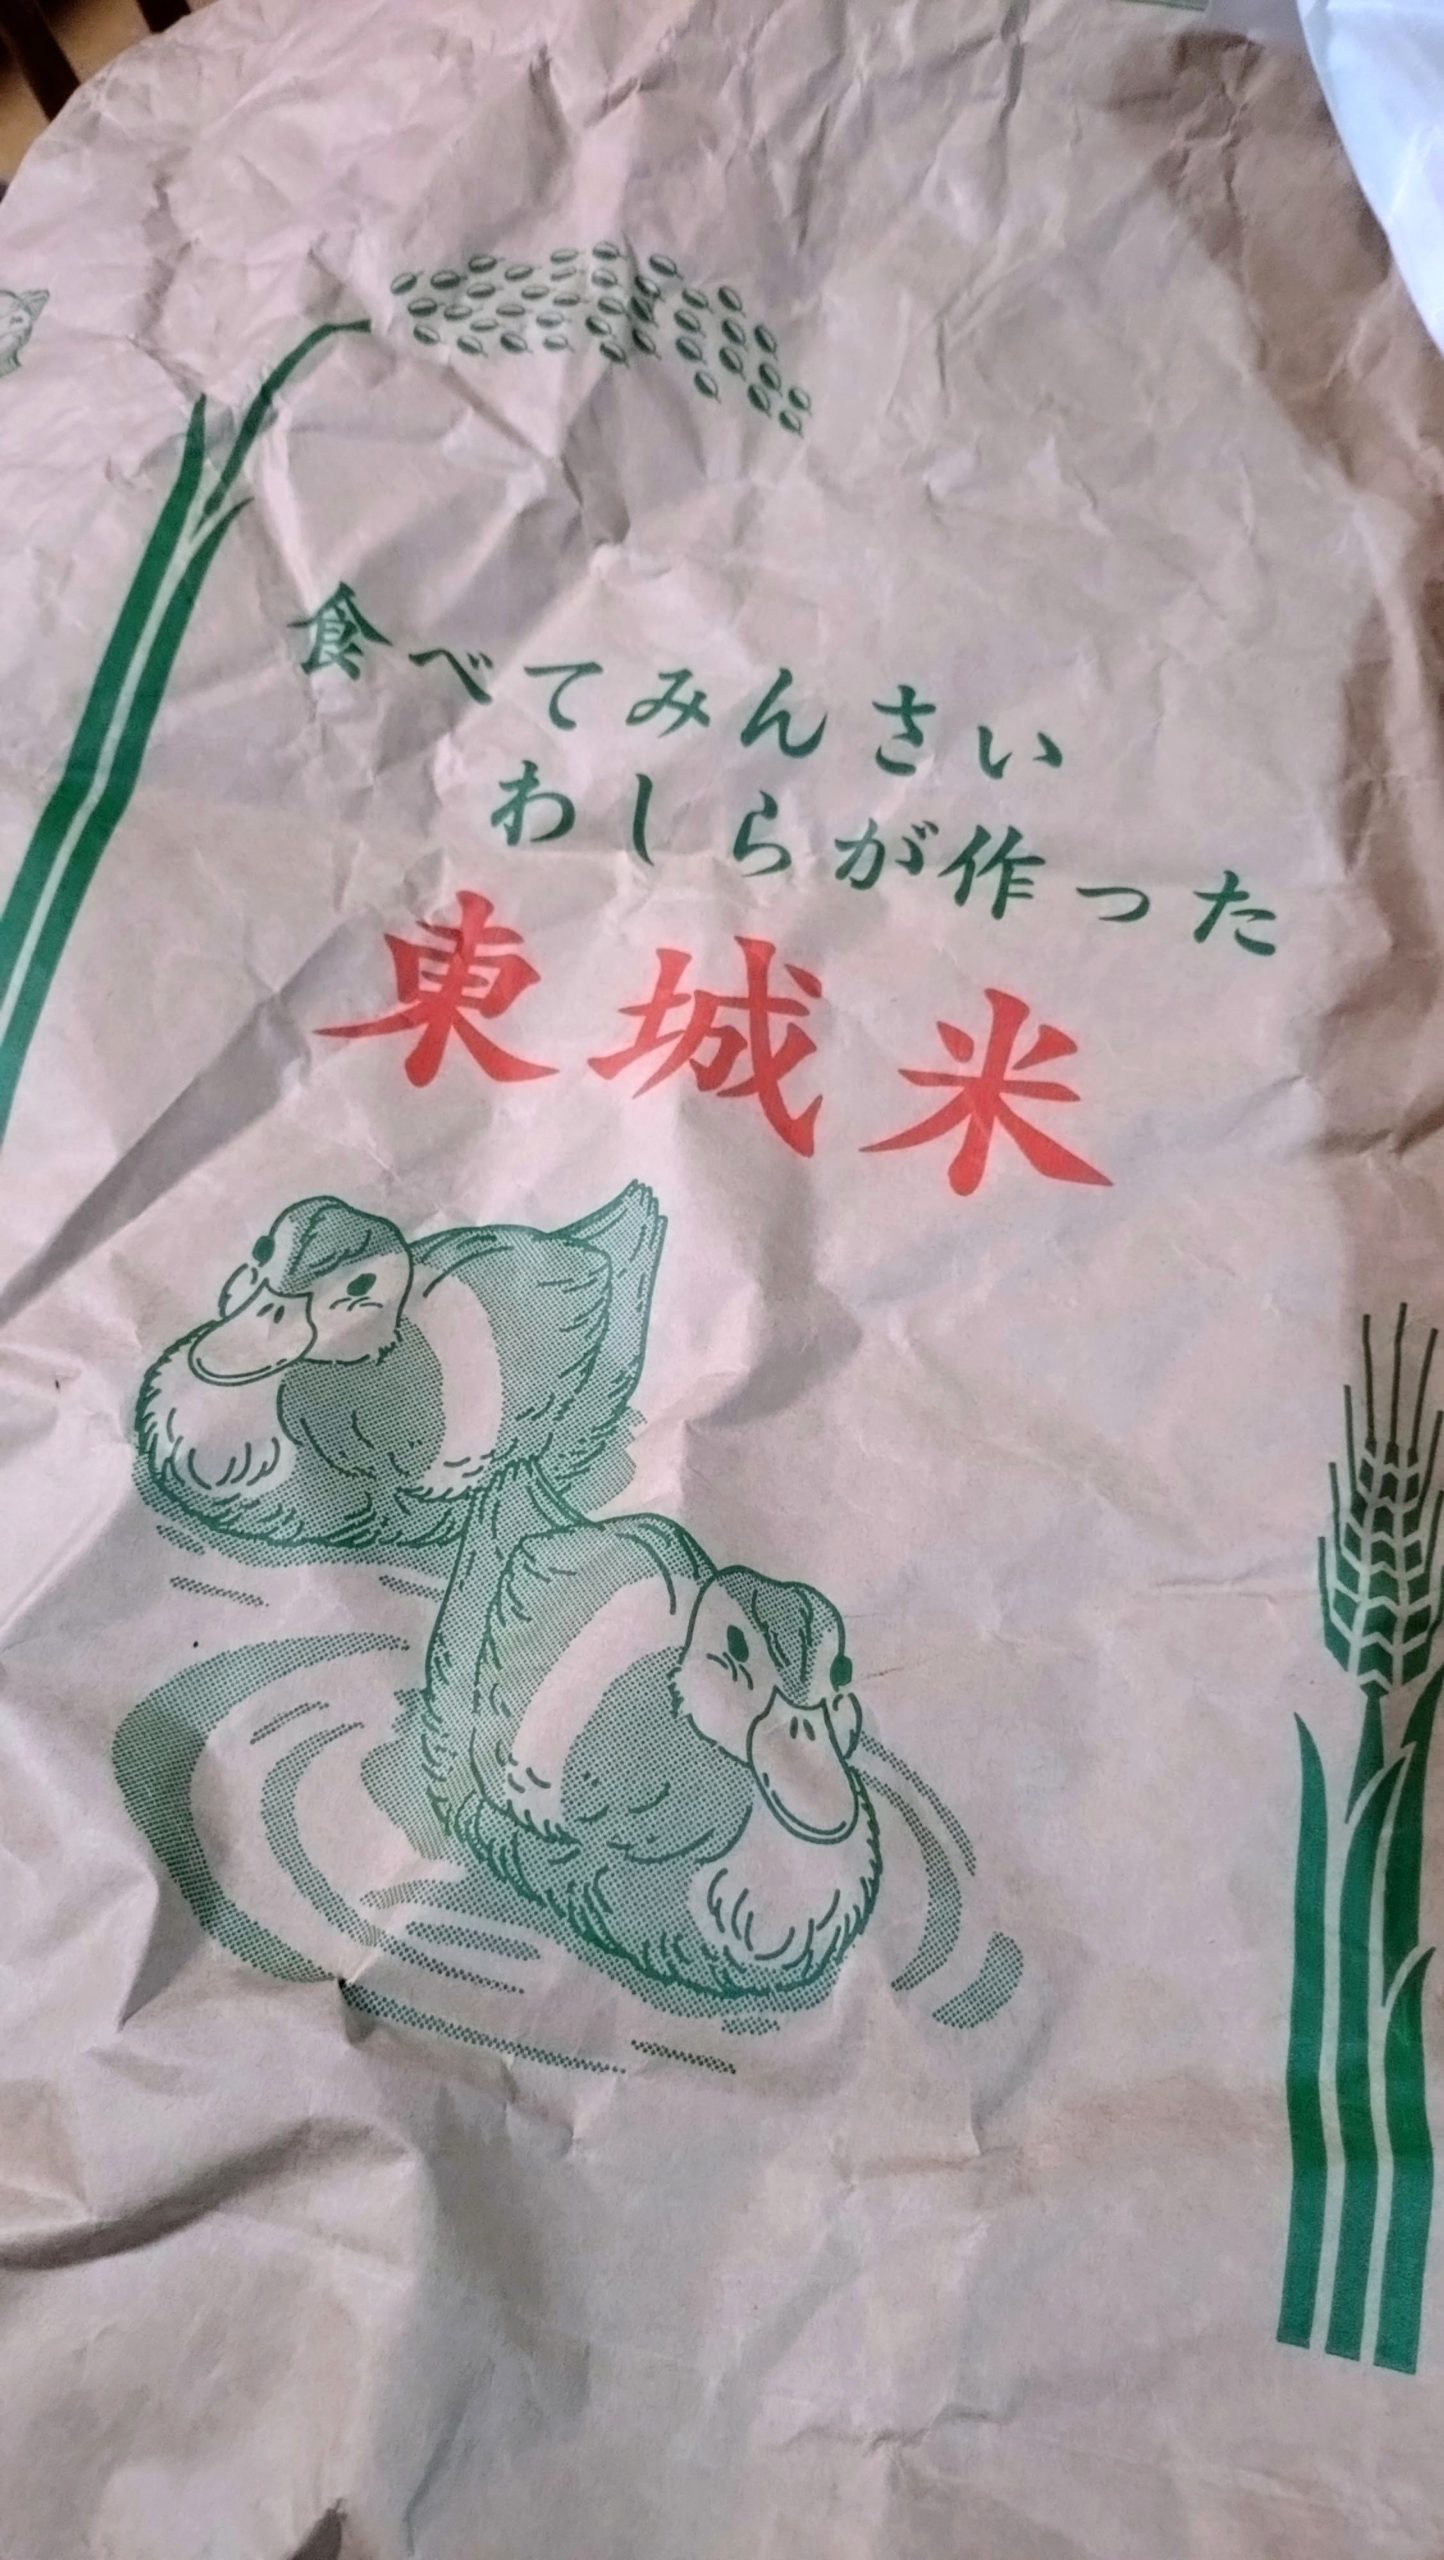 食べてみんさい
わしらが作った
東城米